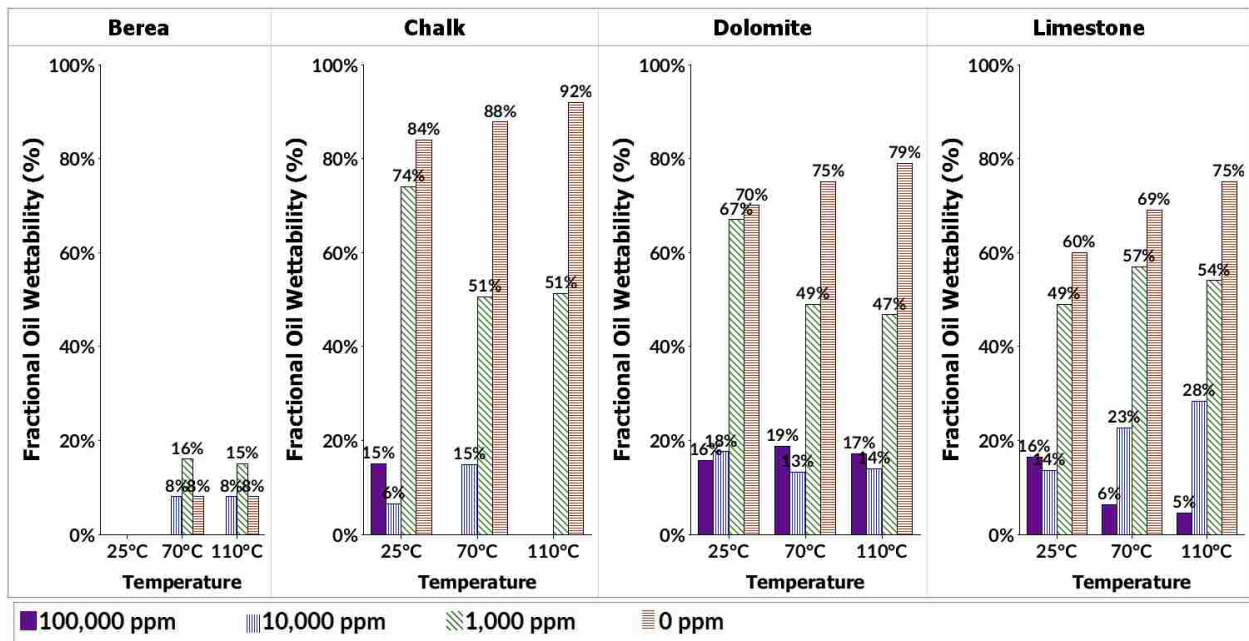 Berea
Chalk
Dolomite
Limestone
Fractional Oil Wettability (%)
100%
80%
60%
40%
20%
0%
16%
15%
8%
8%
8%
8%
25°C
70°C
110°C
Temperature
Fractional Oil Wettability (%)
100%
80%
60%
40%
20%
0%
15%
6%
74%
84%
15%
51%
88%
51%
92%
25°C
70°C
110°C
Temperature
Fractional Oil Wettability (%)
100%
80%
60%
40%
20%
0%
16%
18%
67%
70%
19%
13%
49%
75%
17%
14%
47%
79%
25°C
70°C
110°C
Temperature
Fractional Oil Wettability (%)
100%
80%
60%
40%
20%
0%
16%
14%
49%
60%
6%
23%
57%
69%
5%
28%
54%
75%
25°C
70°C
110°C
Temperature
100,000 ppm
10,000 ppm
1,000 ppm
0 ppm